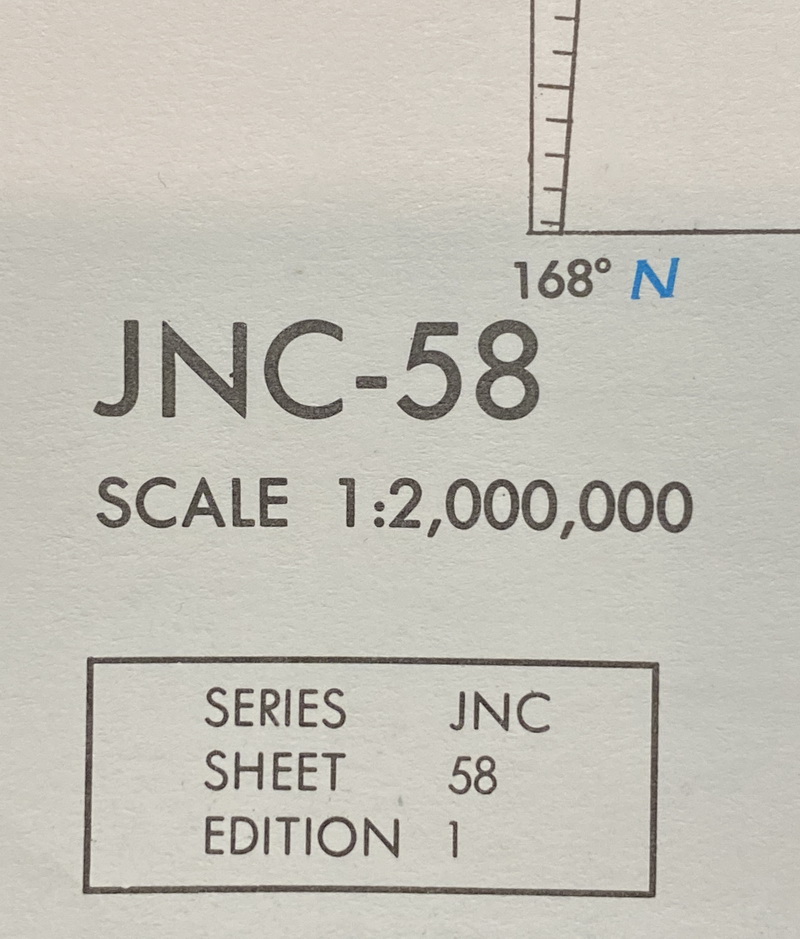 168° N
JNC-58
SCALE 1:2,000,000
SERIES JNC
SHEET 58
EDITION 1